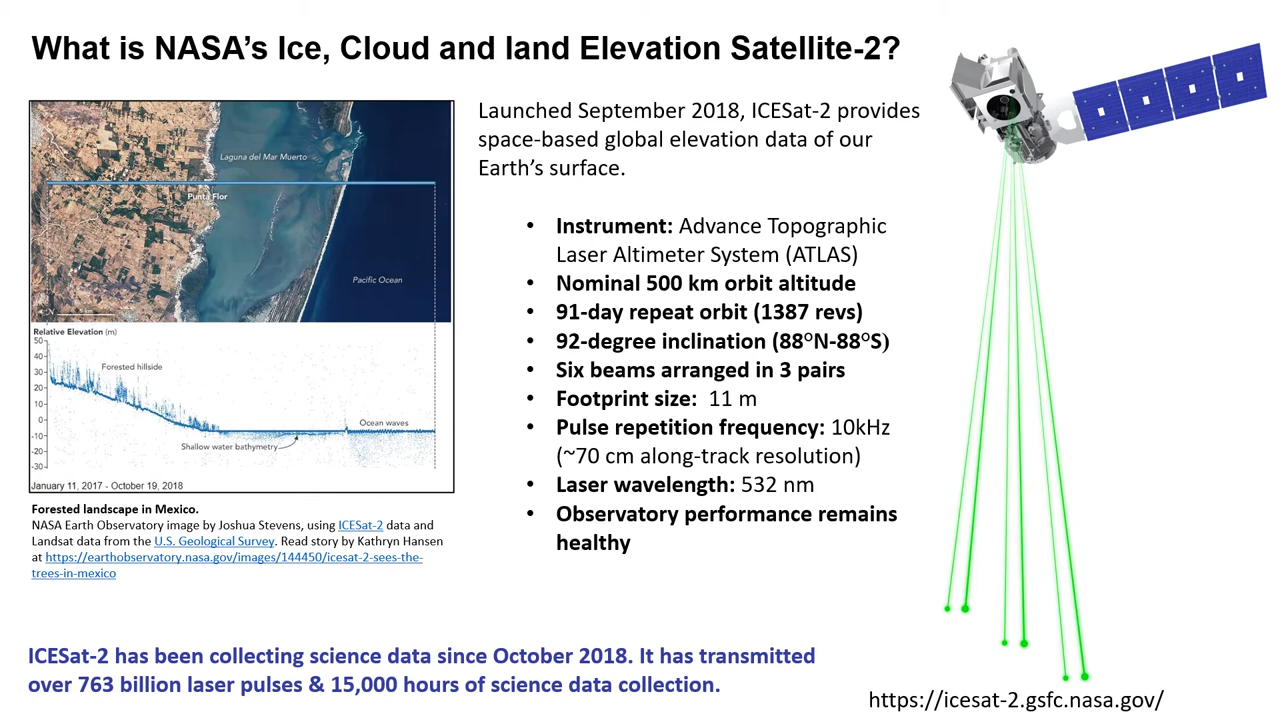 What is NASA's Ice, Cloud and land Elevation Satellite-2?
Laguna del Mar Muerto
Punta Flor
Pacific Ocean
N
5 km
Relative Elevation (m)
50
40
30
20
10
0
-10
-20
-30
Forested hillside
Shallow water bathymetry
Ocean waves
January 11, 2017 - October 19, 2018
Forested landscape in Mexico.
NASA Earth Observatory image by Joshua Stevens, using ICESat-2 data and
Landsat data from the U.S. Geological Survey. Read story by Kathryn Hansen
at https://earthobservatory.nasa.gov/images/144450/icesat-2-sees-the-
trees-in-mexico
Launched September 2018, ICESat-2 provides
space-based global elevation data of our
Earth's surface.
• Instrument: Advance Topographic
Laser Altimeter System (ATLAS)
• Nominal 500 km orbit altitude
• 91-day repeat orbit (1387 revs)
• 92-degree inclination (88ᴼN-88ᴼS)
• Six beams arranged in 3 pairs
• Footprint size: 11 m
• Pulse repetition frequency: 10kHz
(~70 cm along-track resolution)
• Laser wavelength: 532 nm
• Observatory performance remains
healthy
ICESat-2 has been collecting science data since October 2018. It has transmitted
over 763 billion laser pulses & 15,000 hours of science data collection.
https://icesat-2.gsfc.nasa.gov/